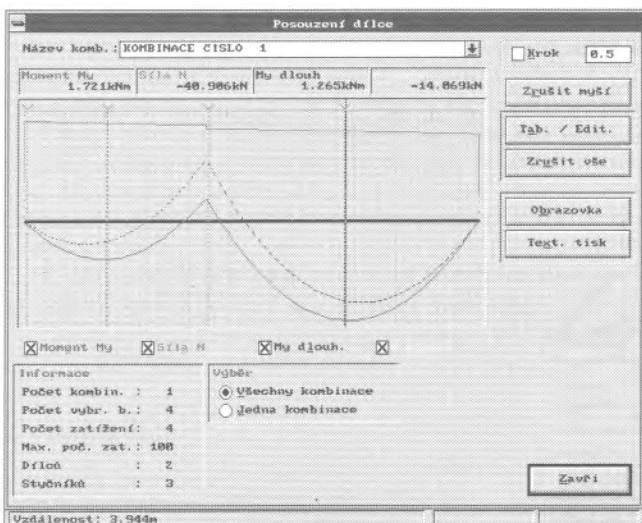 Posouzení dílce
Název komb.: KOMBINACE CISLO 1
Krok 0.5
Moment My Síla N My dlouh
1.721kNm -40.906kN 1.265kNm -14.069kN
Zrušit myší
Tab. / Edit.
Zrušit vše
Obrazovka
Text. tisk
Moment My Síla N My dlouh.
Informace
Počet kombin. : 1
Počet vybr. b.: 4
Počet zatížení: 4
Max. poč. zat.: 100
Dílců : 2
Styčníků : 3
Výběr
Všechny kombinace
Jedna kombinace
Zavři
Vzdálenost: 3.944m